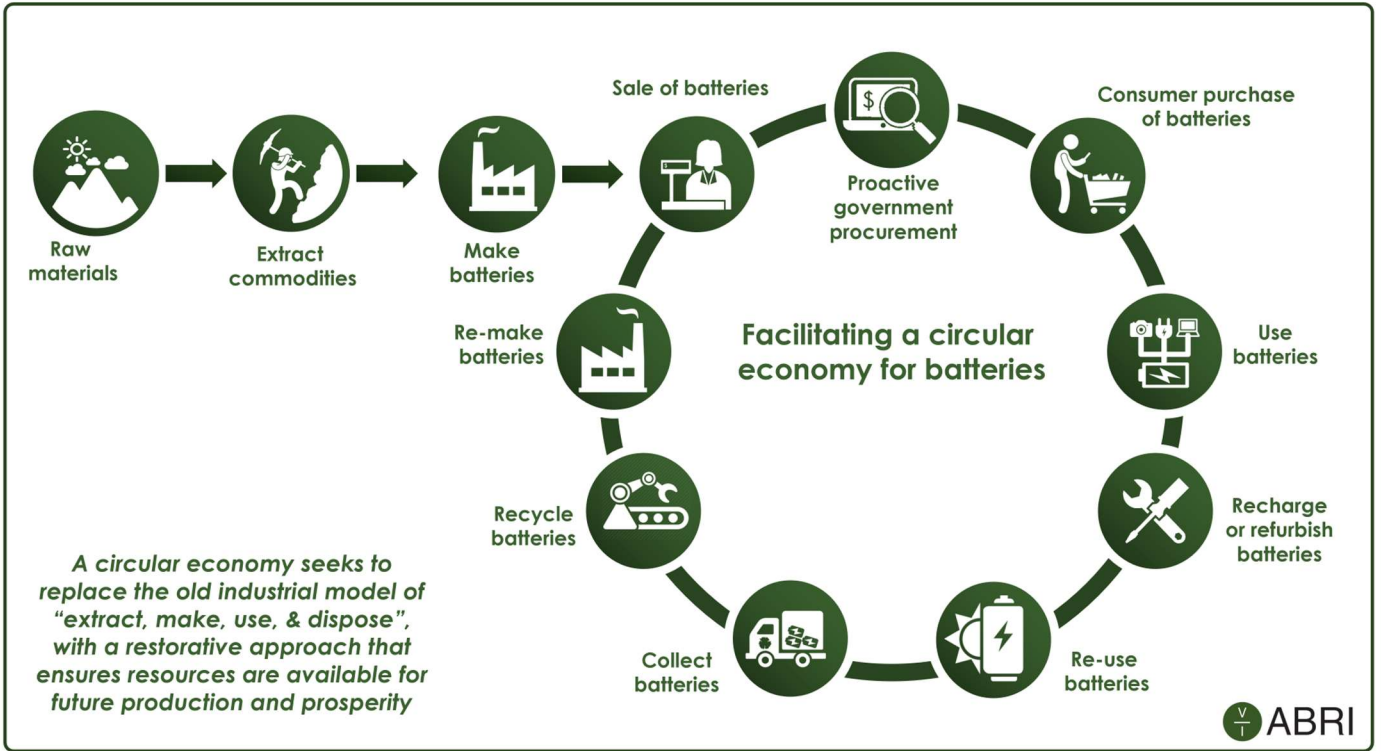 Sale of batteries
Consumer purchase
of batteries
$
Proactive
government
procurement
Raw
materials
Extract
commodities
Make
batteries
Re-make
batteries
Facilitating a circular
economy for batteries
Use
batteries
Recycle
batteries
Recharge
or refurbish
batteries
Collect
batteries
Re-use
batteries
A circular economy seeks to
replace the old industrial model of
“extract, make, use, & dispose”,
with a restorative approach that
ensures resources are available for
future production and prosperity
V
I
ABRI